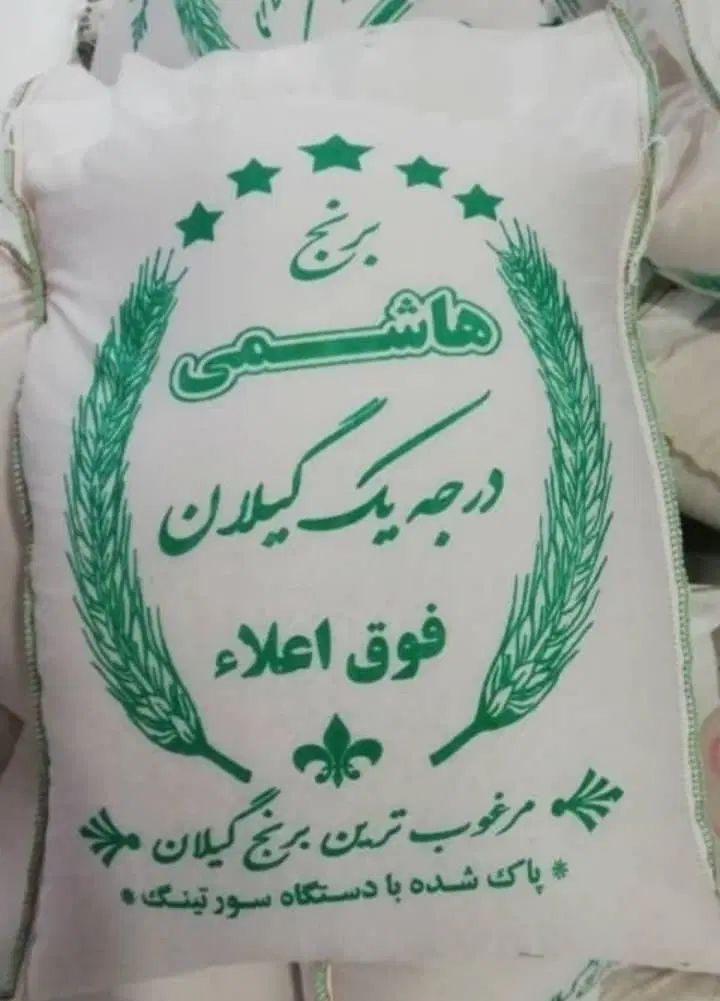 برنج
هاشمی
درجه یک گیلان
فوق اعلاء
مرغوب ترین برنج گیلان
* پاک شده با دستگاه سورتینگ *